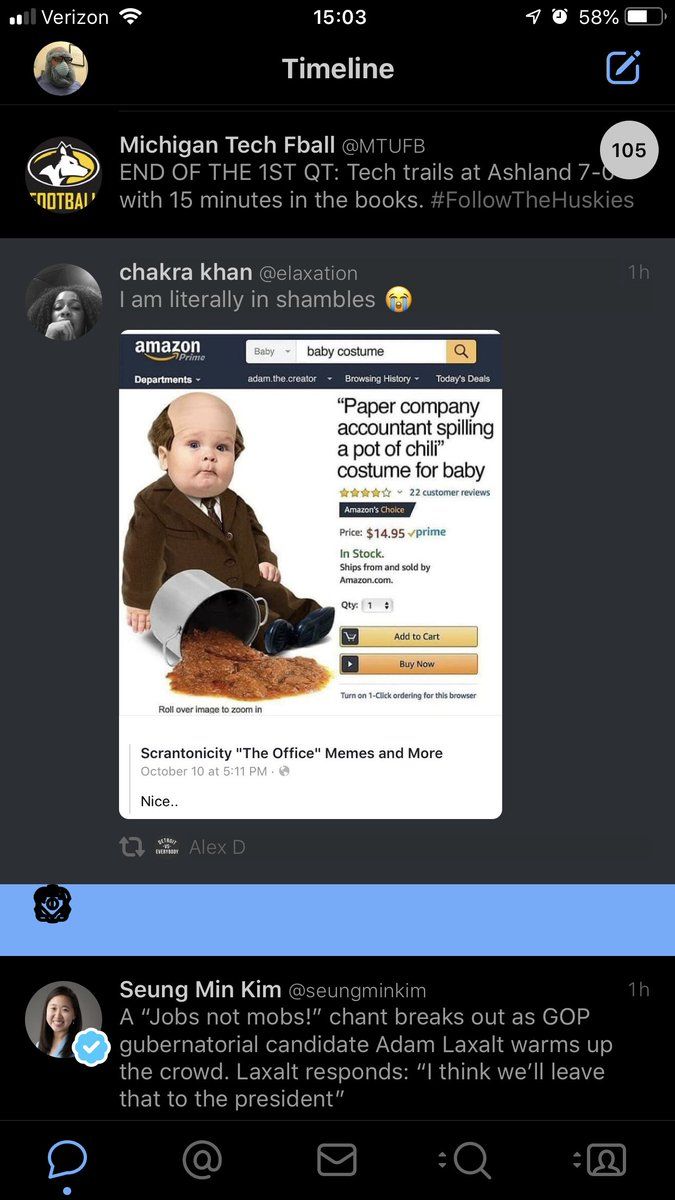 Verizon 15:03 58%
Timeline
Michigan Tech Fball @MTUFB
105
END OF THE 1ST QT: Tech trails at Ashland 7-0
with 15 minutes in the books. #FollowTheHuskies
FOOTBALL
chakra khan @elaxation 1h
I am literally in shambles 😭
amazon
Prime
Baby baby costume
Departments adam.the.creator Browsing History Today's Deals
"Paper company
accountant spilling
a pot of chili"
costume for baby
22 customer reviews
Amazon's Choice
Price: $14.95 prime
In Stock.
Ships from and sold by
Amazon.com.
Qty: 1
Add to Cart
Buy Now
Turn on 1-Click ordering for this browser
Roll over image to zoom in
Scrantonicity "The Office" Memes and More
October 10 at 5:11 PM ·
Nice..
DETROIT
VS
EVERYBODY
Alex D
Seung Min Kim @seungminkim 1h
A “Jobs not mobs!” chant breaks out as GOP
gubernatorial candidate Adam Laxalt warms up
the crowd. Laxalt responds: “I think we’ll leave
that to the president”